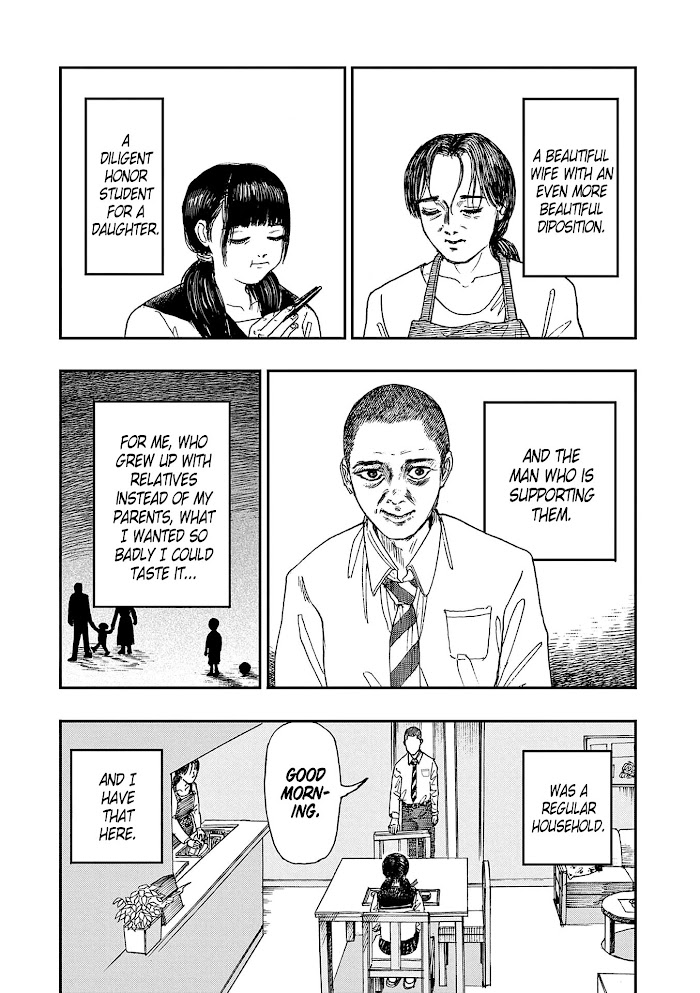 A BEAUTIFUL
WIFE WITH AN
EVEN MORE
BEAUTIFUL
DIPOSITION.
A
DILIGENT
HONOR
STUDENT
FOR A
DAUGHTER.
AND THE
MAN WHO IS
SUPPORTING
THEM.
FOR ME, WHO
GREW UP WITH
RELATIVES
INSTEAD OF MY
PARENTS, WHAT
I WANTED SO
BADLY I COULD
TASTE IT...
WAS A
REGULAR
HOUSEHOLD.
GOOD
MORN-
ING.
AND I
HAVE
THAT
HERE.